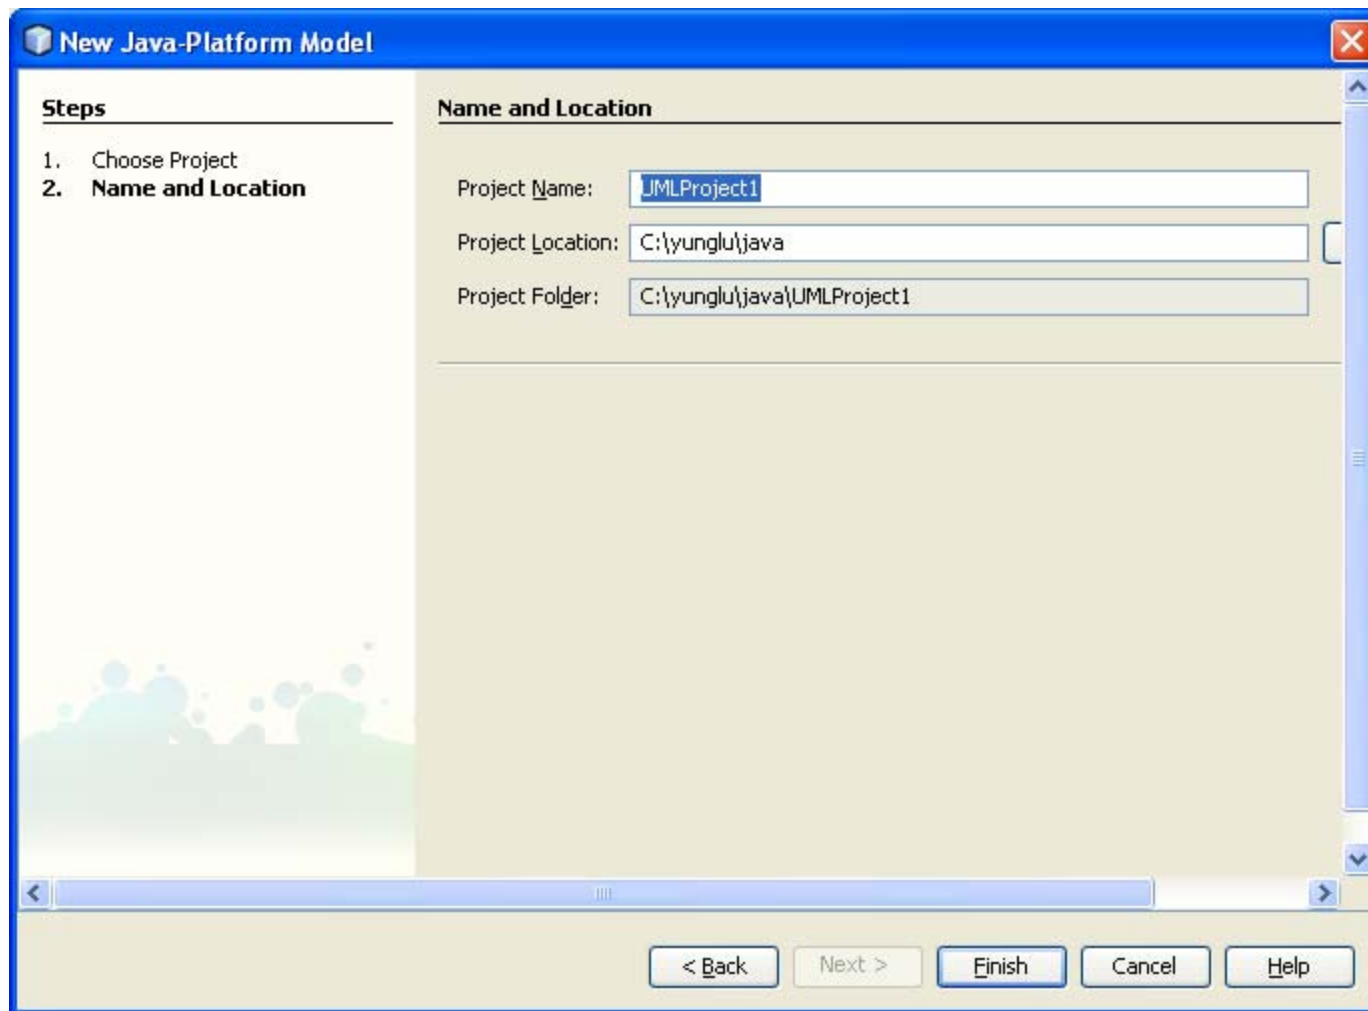 New Java-Platform Model
Steps
1. Choose Project
2. Name and Location
Name and Location
Project Name: UMLProject1
Project Location: C:\yunglu\java
Project Folder: C:\yunglu\java\UMLProject1
< Back Next > Finish Cancel Help